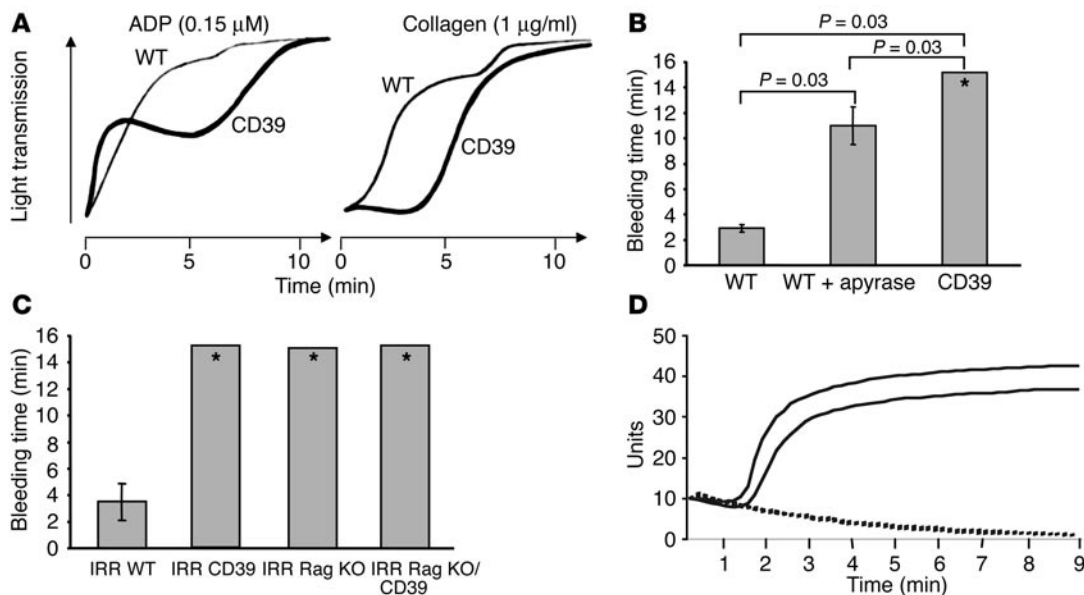 A
ADP (0.15 µM)
Collagen (1 µg/ml)
Light transmission
WT
CD39
WT
CD39
0 5 10
0 5 10
Time (min)
B
P = 0.03
P = 0.03
P = 0.03
Bleeding time (min)
16
14
12
10
8
6
4
2
0
*
WT WT + apyrase CD39
C
Bleeding time (min)
16
14
12
10
8
6
4
2
0
* * *
IRR WT IRR CD39 IRR Rag KO IRR Rag KO/
CD39
D
Units
50
40
30
20
10
0
1 2 3 4 5 6 7 8 9
Time (min)